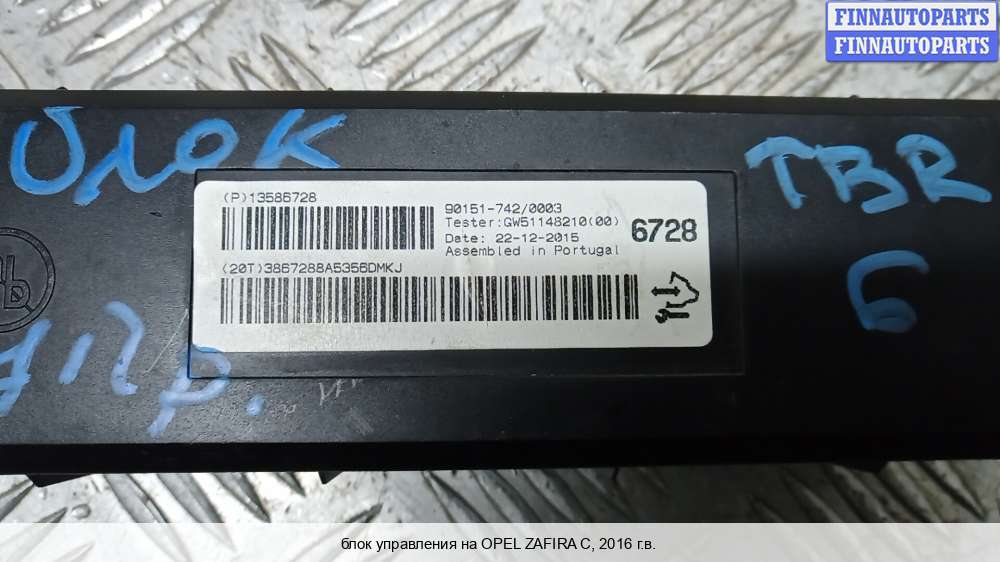 FINNAUTOPARTS
FINNAUTOPARTS
блок
TBR
(P)13586728
90151-742/0003
Tester:GW51148210(00)
Date: 22-12-2015
Assembled in Portugal
6728
(20T)3867288A5356DMKJ
упр.
блок управления на OPEL ZAFIRA C, 2016 г.в.